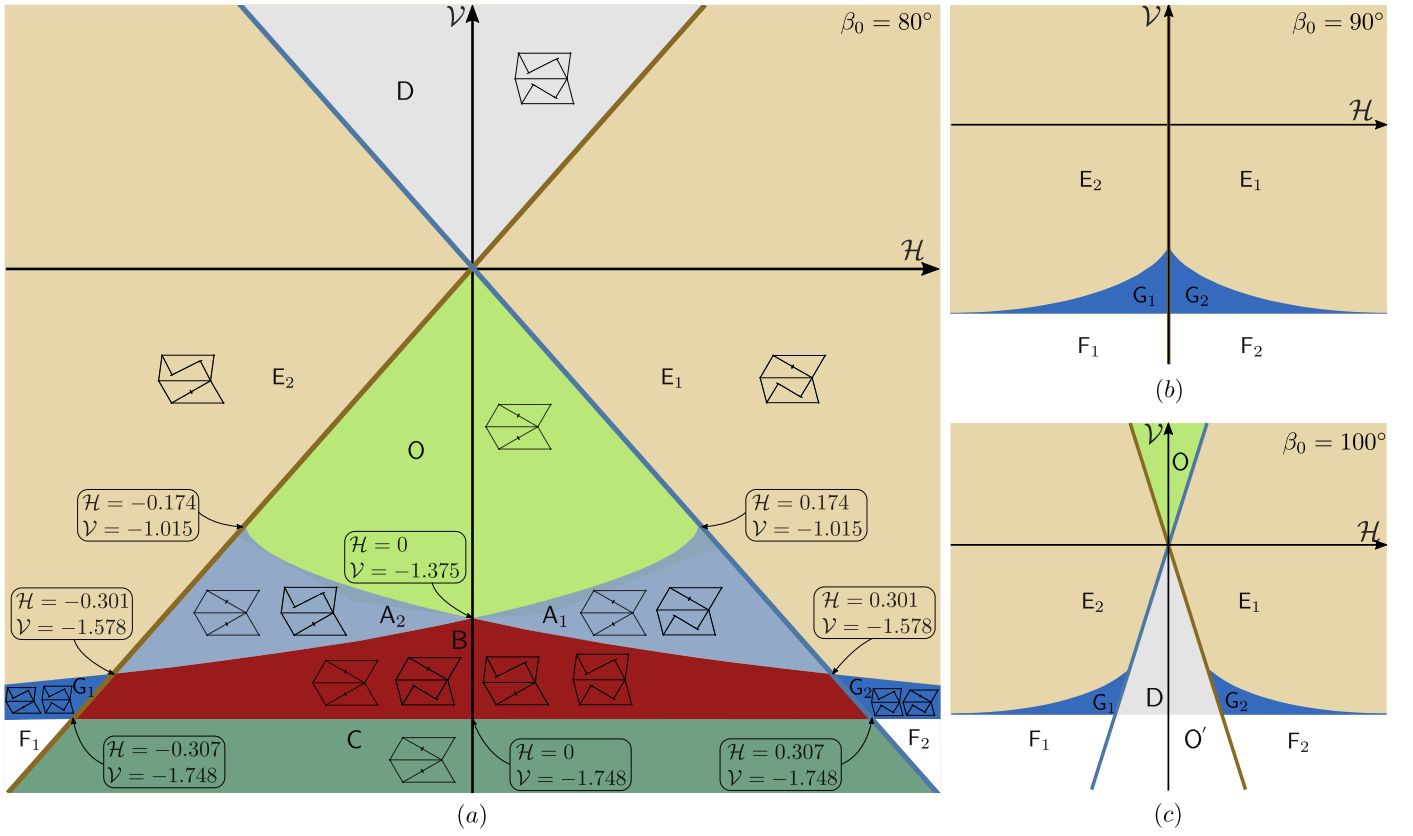 𝒱
β₀ = 80°
D
ℋ
E₂
E₁
O
ℋ = −0.174
𝒱 = −1.015
ℋ = 0.174
𝒱 = −1.015
ℋ = 0
𝒱 = −1.375
ℋ = −0.301
𝒱 = −1.578
ℋ = 0.301
𝒱 = −1.578
A₂
A₁
B
G₁
G₂
F₁
C
F₂
ℋ = −0.307
𝒱 = −1.748
ℋ = 0
𝒱 = −1.748
ℋ = 0.307
𝒱 = −1.748
(a)
𝒱
β₀ = 90°
ℋ
E₂
E₁
G₁
G₂
F₁
F₂
(b)
𝒱
β₀ = 100°
O
ℋ
E₂
E₁
G₁
D
G₂
F₁
O′
F₂
(c)